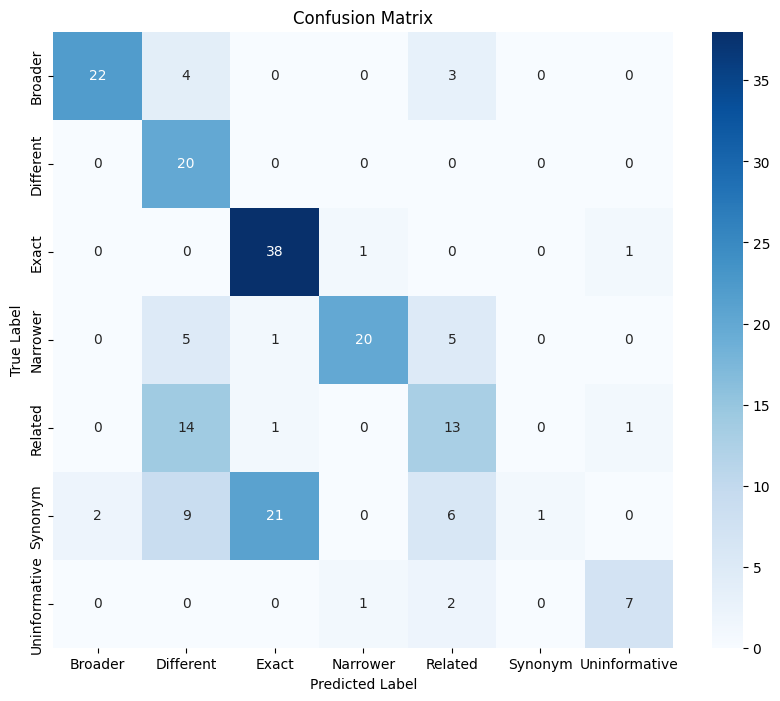 Confusion Matrix
True Label
Broader 22 4 0 0 3 0 0
Different 0 20 0 0 0 0 0
Exact 0 0 38 1 0 0 1
Narrower 0 5 1 20 5 0 0
Related 0 14 1 0 13 0 1
Synonym 2 9 21 0 6 1 0
Uninformative 0 0 0 1 2 0 7
Broader Different Exact Narrower Related Synonym Uninformative
Predicted Label
35
30
25
20
15
10
5
0